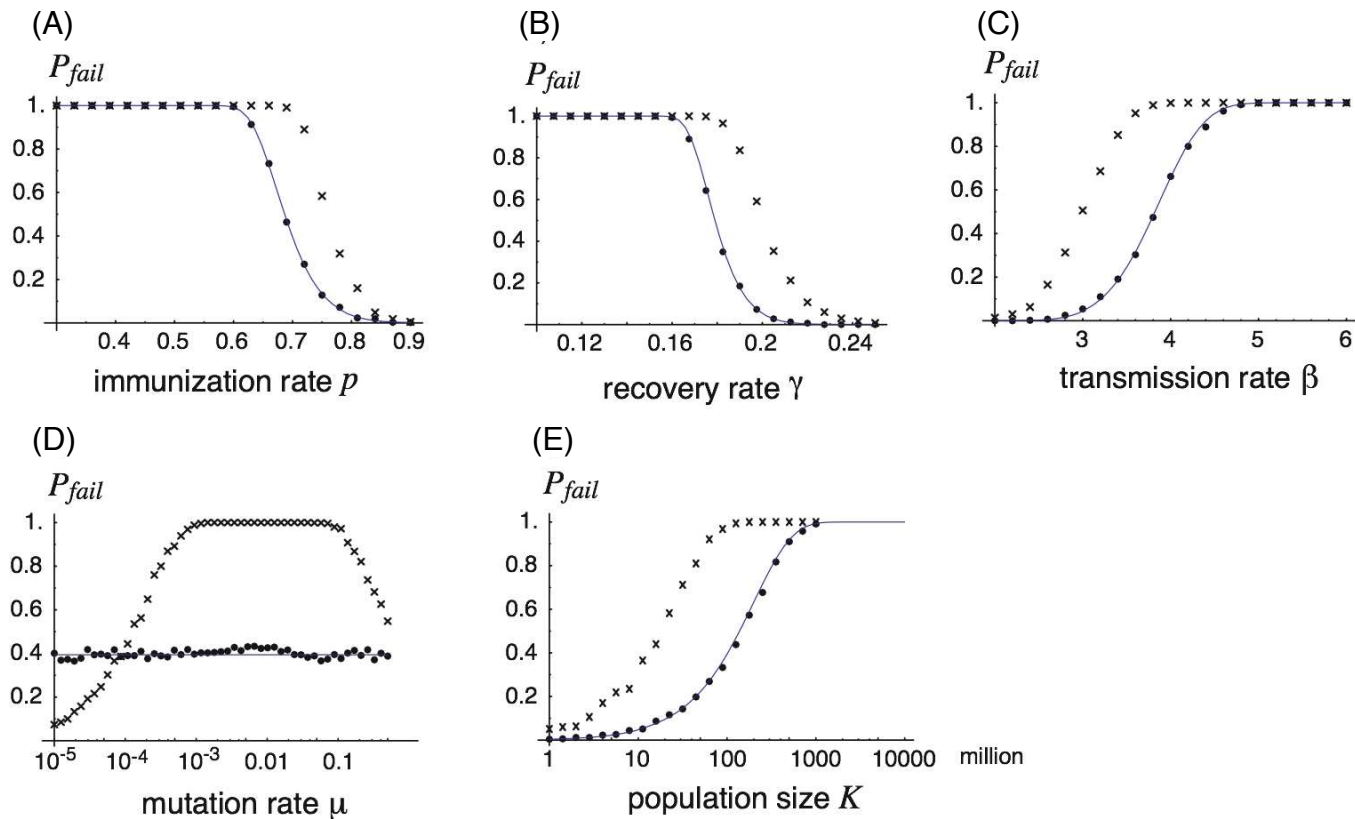 (A)
P_fail
1.
0.8
0.6
0.4
0.2
0.4 0.5 0.6 0.7 0.8 0.9
immunization rate p
(B)
P_fail
1.
0.8
0.6
0.4
0.2
0.12 0.16 0.2 0.24
recovery rate γ
(C)
P_fail
1.
0.8
0.6
0.4
0.2
3 4 5 6
transmission rate β
(D)
P_fail
1.
0.8
0.6
0.4
0.2
10^-5 10^-4 10^-3 0.01 0.1
mutation rate μ
(E)
P_fail
1.
0.8
0.6
0.4
0.2
1 10 100 1000 10000 million
population size K